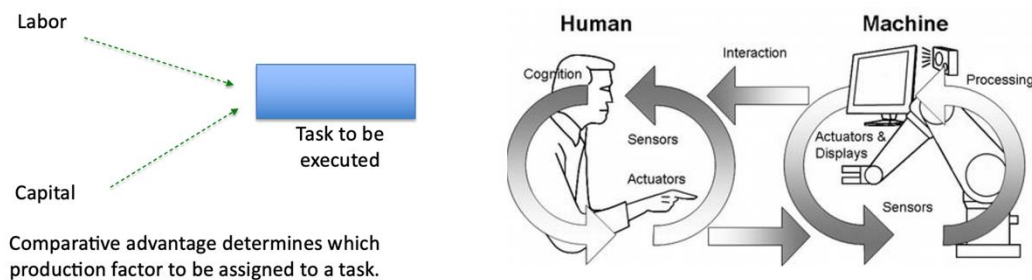 Labor
Task to be
executed
Capital
Comparative advantage determines which
production factor to be assigned to a task.
Human
Machine
Interaction
Cognition
Processing
Sensors
Actuators &
Displays
Actuators
Sensors